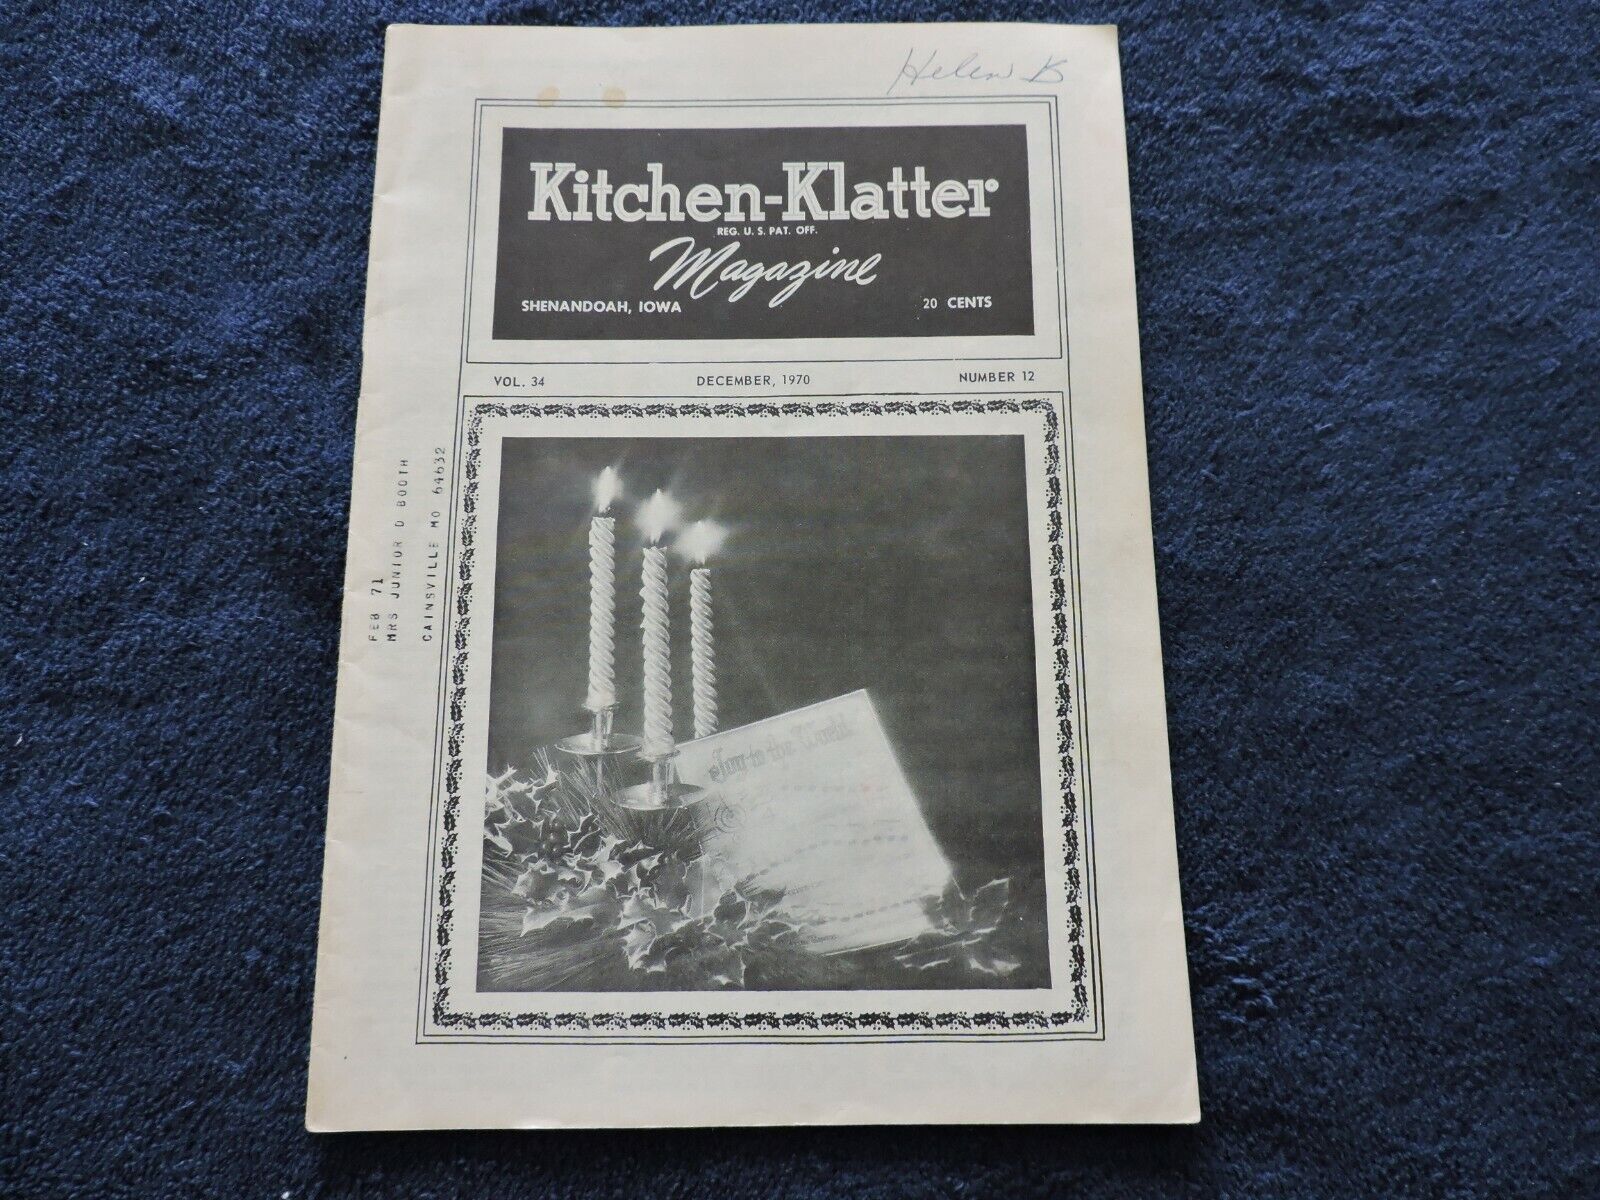 Helen B
Kitchen-Klatter®
REG. U. S. PAT. OFF.
Magazine
SHENANDOAH, IOWA 20 CENTS
VOL. 34 DECEMBER, 1970 NUMBER 12
FEB 71
MRS JUNIOR D BOOTH
CAINSVILLE MO 64632
Joy to the World